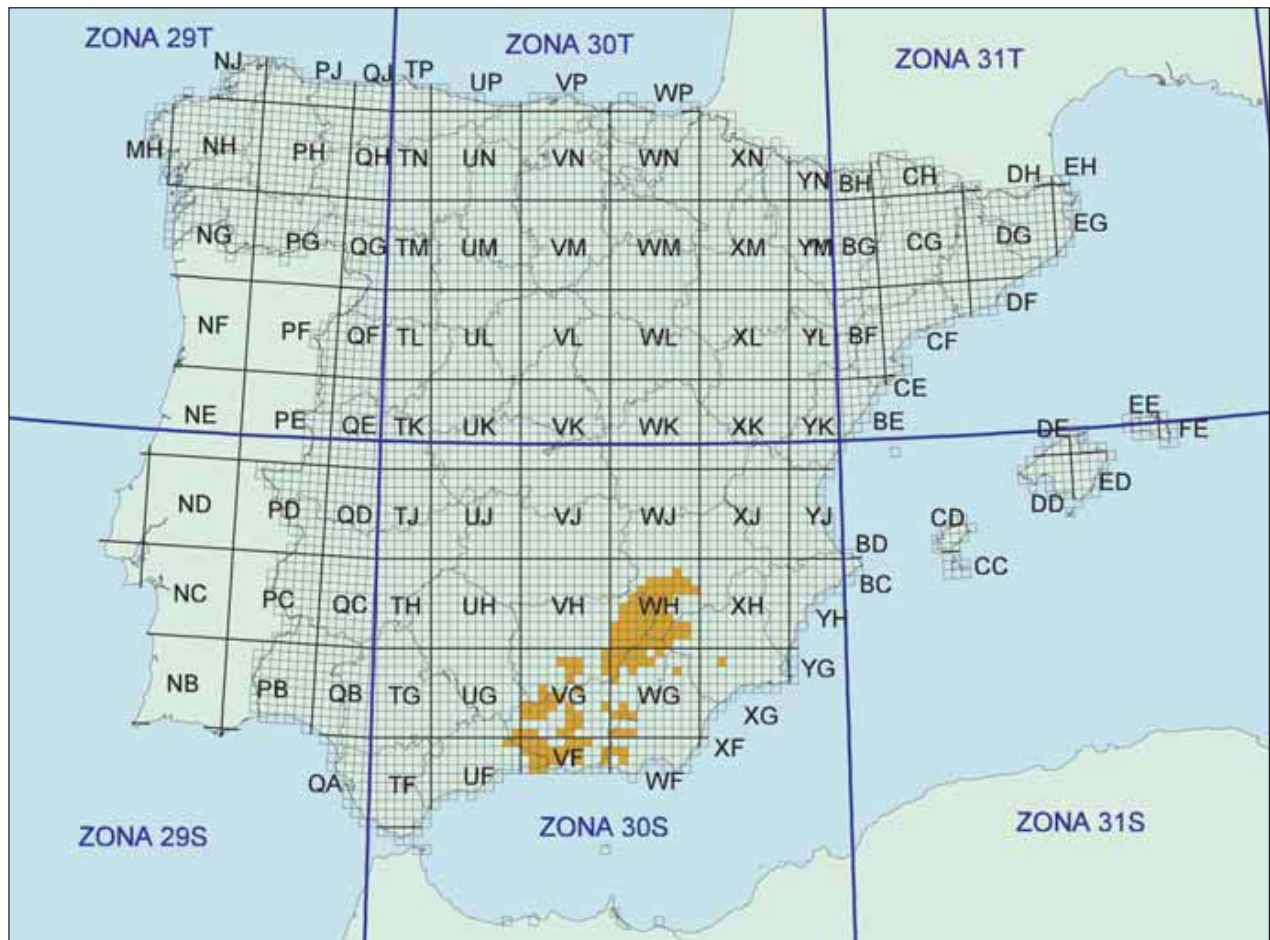 ZONA 29T
ZONA 30T
ZONA 31T
NJ
PJ
QJ
TP
UP
VP
WP
MH
NH
PH
QH
TN
UN
VN
WN
XN
YN
BH
CH
DH
EH
NG
PG
QG
TM
UM
VM
WM
XM
YM
BG
CG
DG
EG
NF
PF
QF
TL
UL
VL
WL
XL
YL
BF
CF
DF
NE
PE
QE
TK
UK
VK
WK
XK
YK
BE
CE
DE
EE
FE
ND
PD
QD
TJ
UJ
VJ
WJ
XJ
YJ
BD
CD
DD
ED
NC
PC
QC
TH
UH
VH
WH
XH
YH
BC
CC
NB
PB
QB
TG
UG
VG
WG
XG
YG
QA
TF
UF
VF
WF
XF
ZONA 29S
ZONA 30S
ZONA 31S